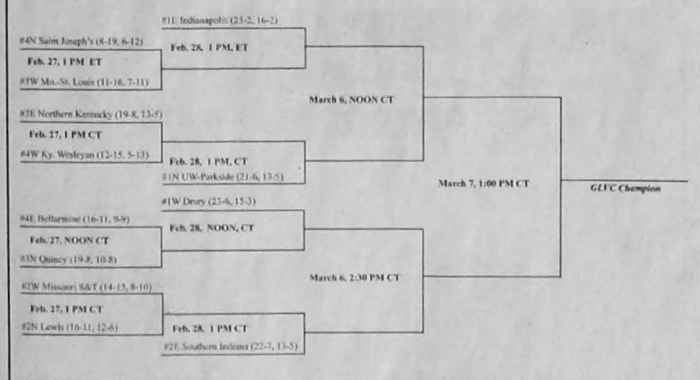 #1E Indianapolis (25-2, 16-2)
#4N Saint Joseph's (8-19, 6-12)
Feb. 28, 1 PM, ET
Feb. 27, 1 PM ET
#3W Mo.-St. Louis (11-16, 7-11)
March 6, NOON CT
#3E Northern Kentucky (19-8, 13-5)
Feb. 27, 1 PM CT
#4W Ky. Wesleyan (12-15, 5-13)
Feb. 28, 1 PM, CT
#1N UW-Parkside (21-6, 13-5)
March 7, 1:00 PM CT
GLVC Champion
#1W Drury (23-6, 15-3)
#4E Bellarmine (16-11, 9-9)
Feb. 28, NOON, CT
Feb. 27, NOON CT
#3N Quincy (19-8, 10-8)
March 6, 2:30 PM CT
#2W Missouri S&T (14-13, 8-10)
Feb. 27, 1 PM CT
#2N Lewis (16-11, 12-6)
Feb. 28, 1 PM CT
#2E Southern Indiana (22-7, 13-5)